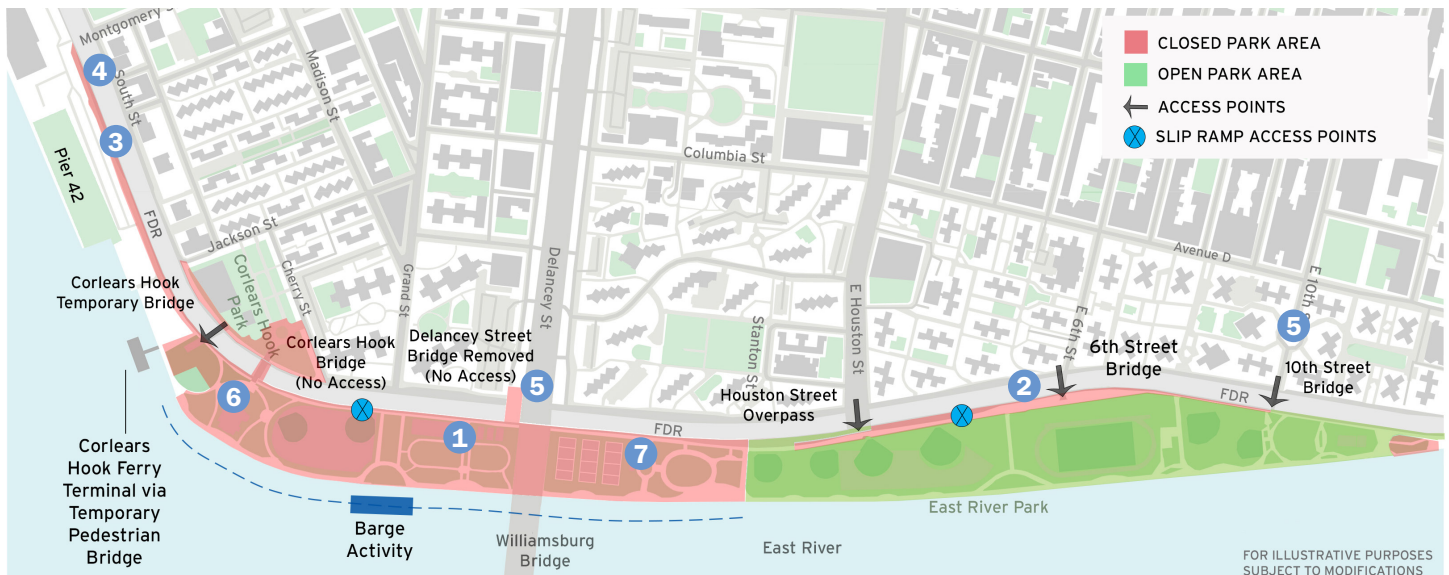 Montgomery S
South St
Madison St
4
3
Pier 42
FDR
Jackson St
Corlears Hook
Park
Cherry St
Grand St
Delancey St
Columbia St
Stanton St
E Houston St
E 6th St
Avenue D
E 10th S
5
CLOSED PARK AREA
OPEN PARK AREA
ACCESS POINTS
SLIP RAMP ACCESS POINTS
Corlears Hook
Temporary Bridge
Corlears Hook
Bridge
(No Access)
Delancey Street
Bridge Removed
(No Access)
5
Houston Street
Overpass
2
6th Street
Bridge
10th Street
Bridge
FDR
FDR
6
1
7
Corlears
Hook Ferry
Terminal via
Temporary
Pedestrian
Bridge
Barge
Activity
Williamsburg
Bridge
East River
East River Park
FOR ILLUSTRATIVE PURPOSES
SUBJECT TO MODIFICATIONS